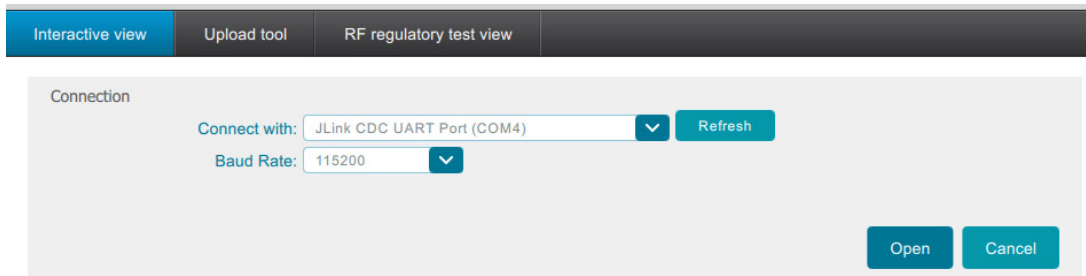 Interactive view Upload tool RF regulatory test view
Connection
Connect with: JLink CDC UART Port (COM4) Refresh
Baud Rate: 115200
Open Cancel